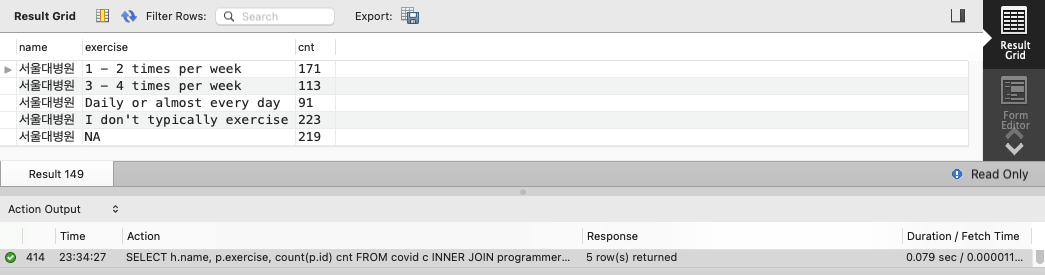 Result Grid Filter Rows: Search Export:
name exercise cnt
서울대병원 1 - 2 times per week 171
서울대병원 3 - 4 times per week 113
서울대병원 Daily or almost every day 91
서울대병원 I don't typically exercise 223
서울대병원 NA 219
Result
Grid
Form
Editor
Result 149 Read Only
Action Output
Time Action Response Duration / Fetch Time
414 23:34:27 SELECT h.name, p.exercise, count(p.id) cnt FROM covid c INNER JOIN programmer... 5 row(s) returned 0.079 sec / 0.000011...